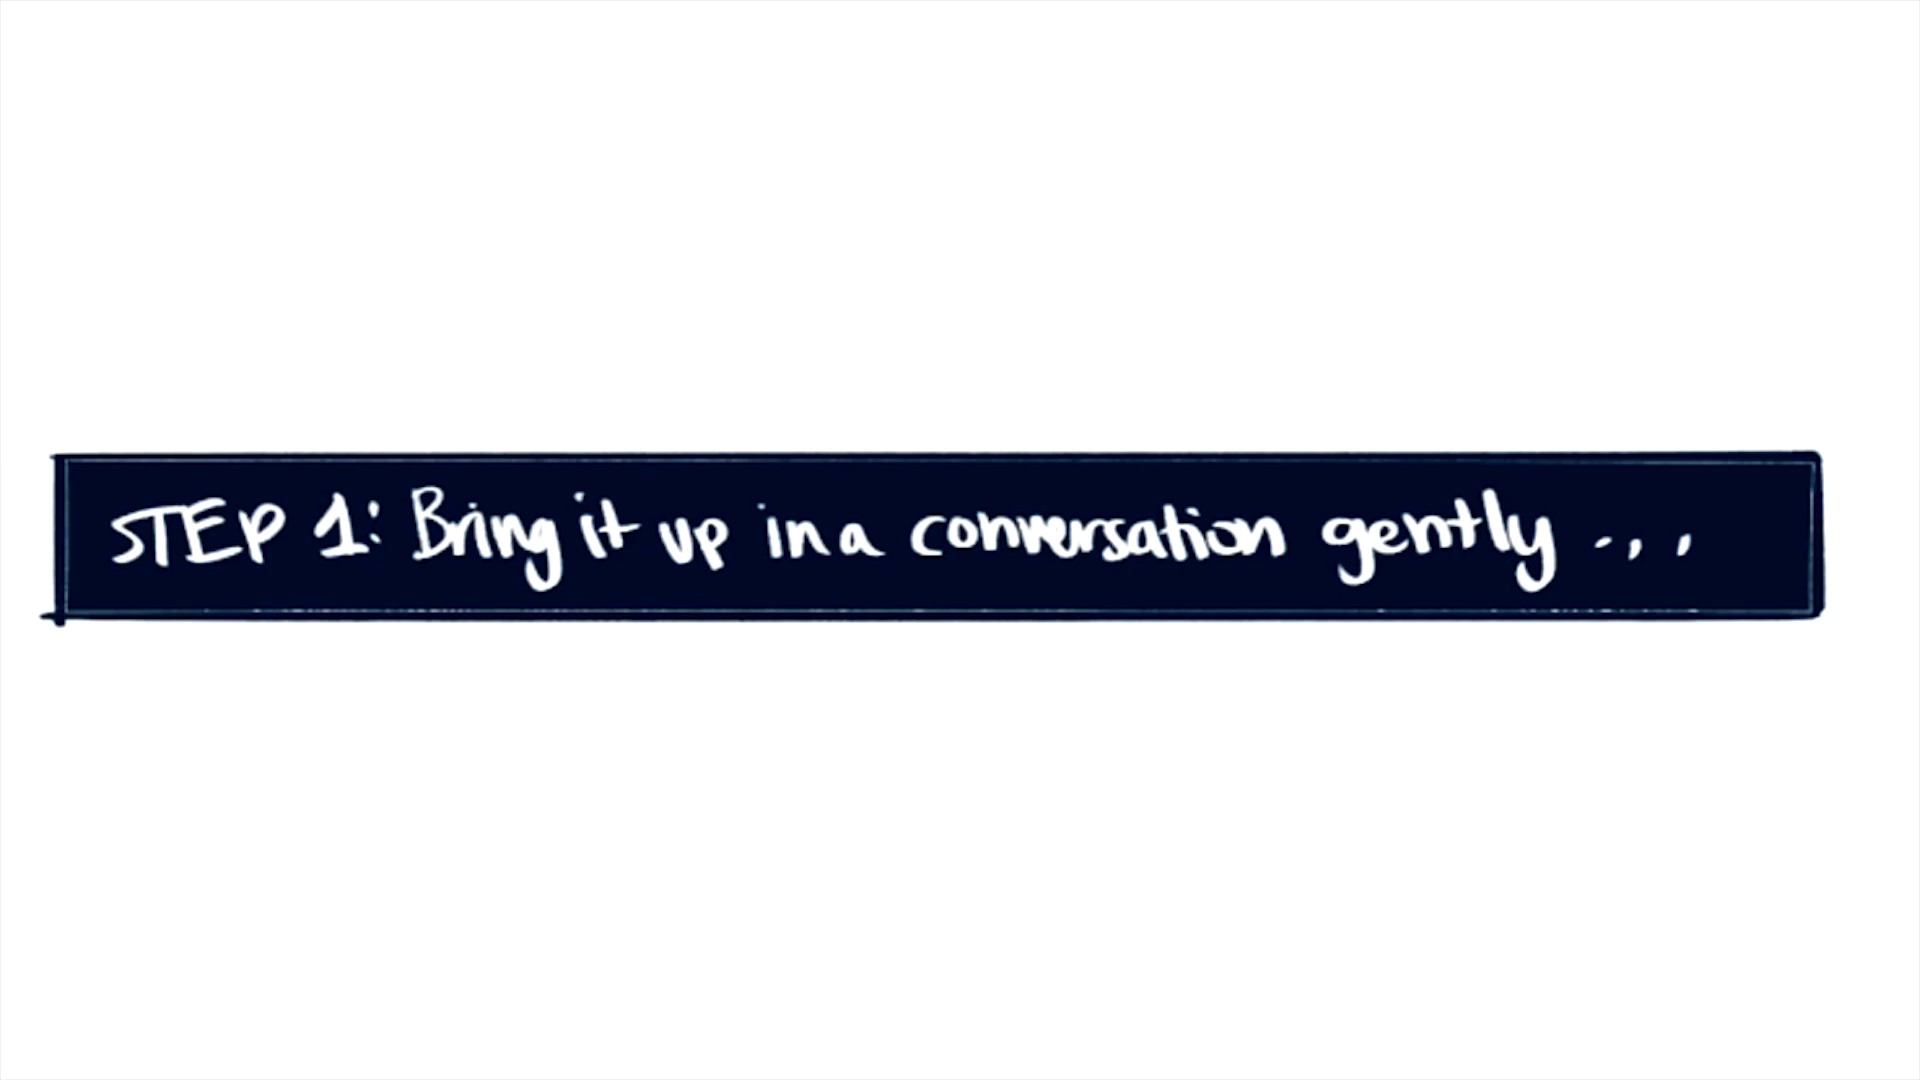 STEP 1: Bring it up in a conversation gently ...